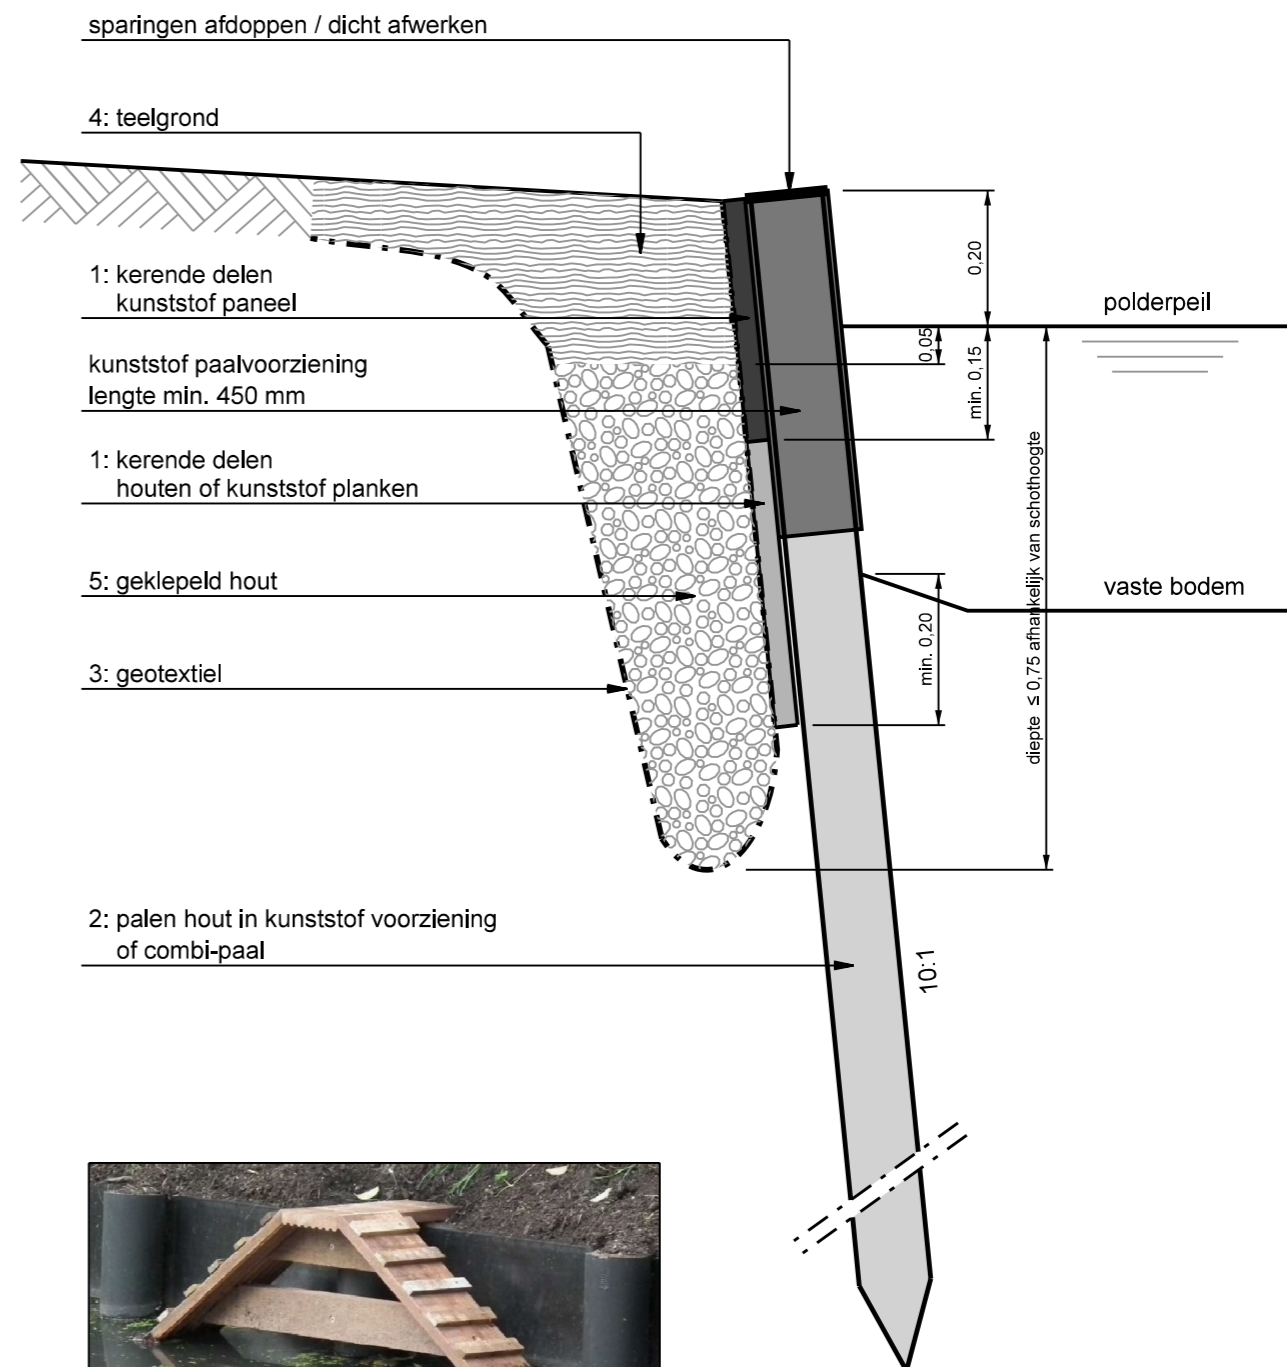 sparingen afdoppen / dicht afwerken
4: teelgrond
1: kerende delen
kunststof paneel
kunststof paalvoorziening
lengte min. 450 mm
1: kerende delen
houten of kunststof planken
5: geklepeld hout
3: geotextiel
2: palen hout in kunststof voorziening
of combi-paal
0,20
polderpeil
0,05
min. 0,15
vaste bodem
min. 0,20
diepte ≤ 0,75 afhankelijk van schothoogte
10:1